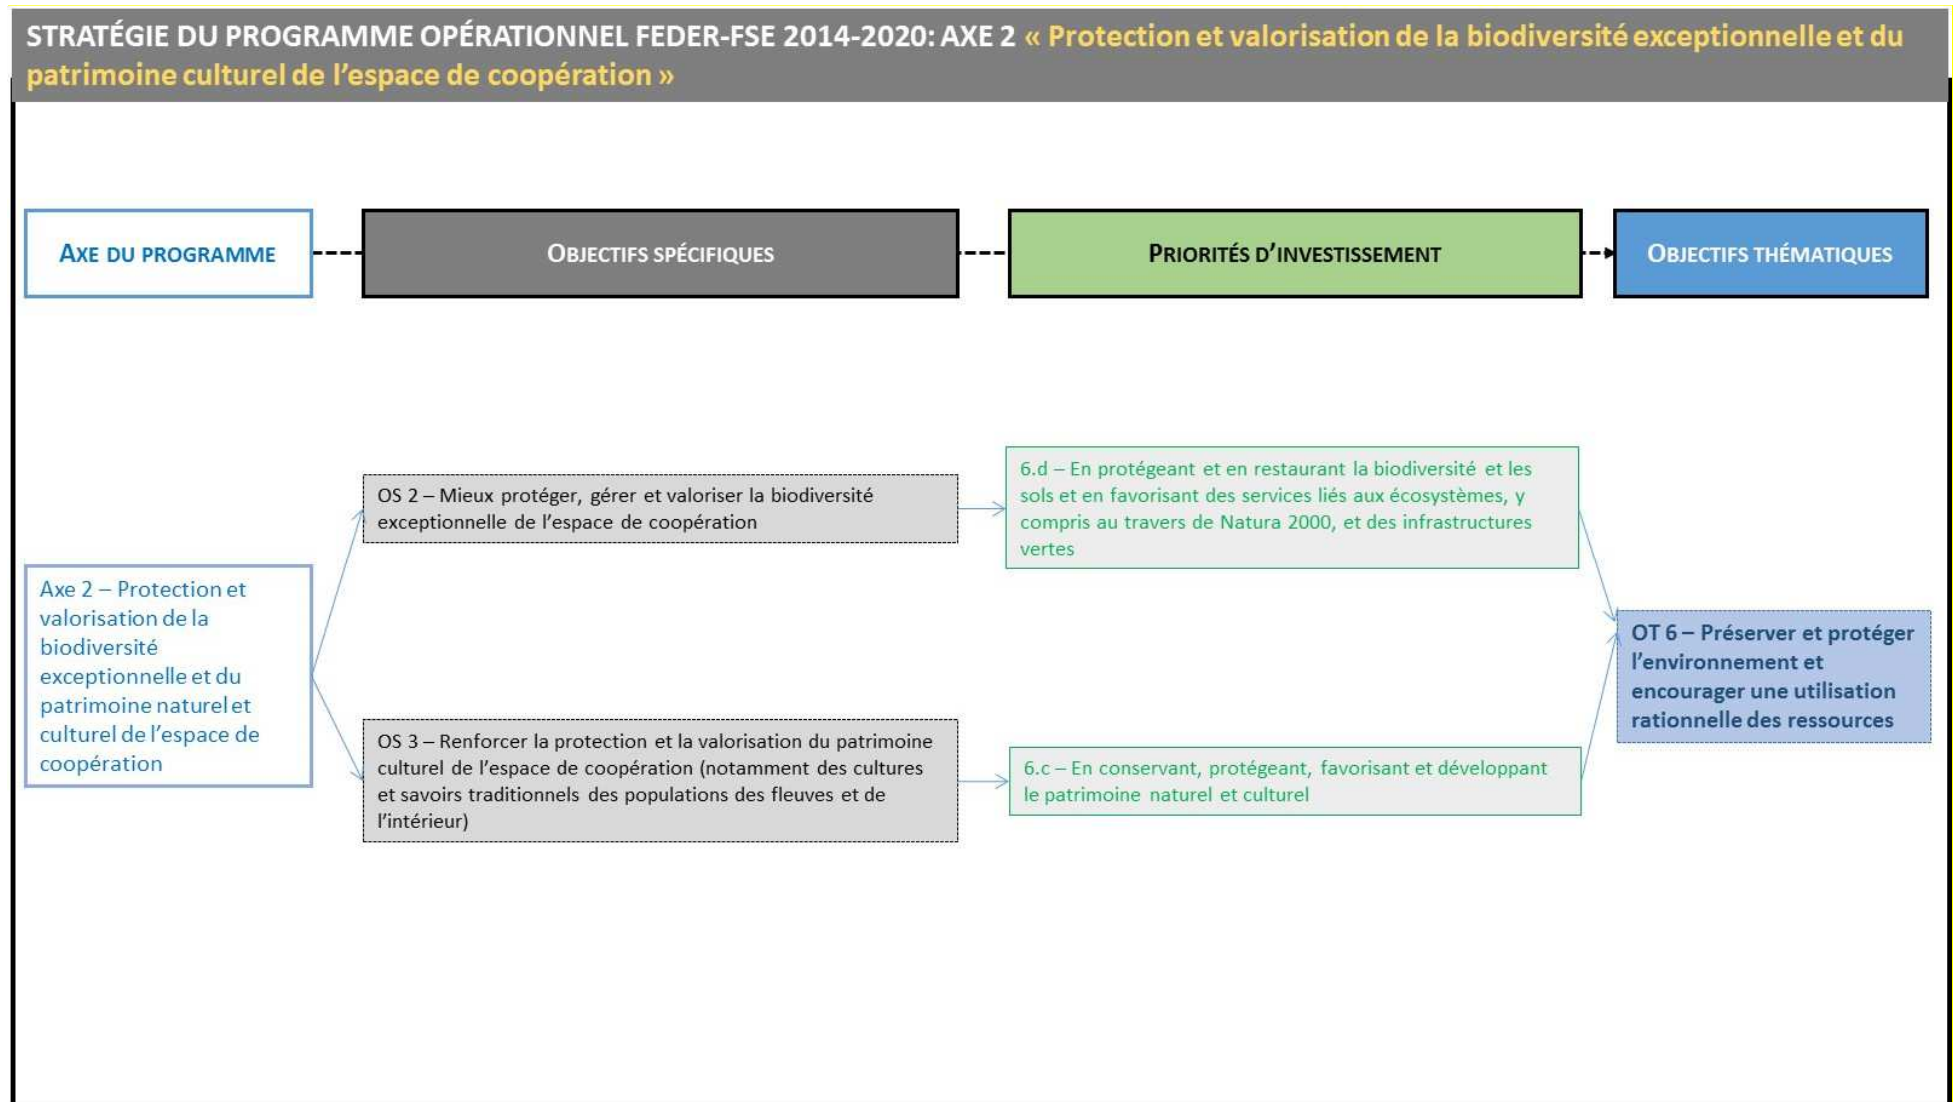 STRATÉGIE DU PROGRAMME OPÉRATIONNEL FEDER-FSE 2014-2020: AXE 2 « Protection et valorisation de la biodiversité exceptionnelle et du
patrimoine culturel de l’espace de coopération »
AXE DU PROGRAMME
OBJECTIFS SPÉCIFIQUES
PRIORITÉS D’INVESTISSEMENT
OBJECTIFS THÉMATIQUES
Axe 2 – Protection et
valorisation de la
biodiversité
exceptionnelle et du
patrimoine naturel et
culturel de l’espace de
coopération
OS 2 – Mieux protéger, gérer et valoriser la biodiversité
exceptionnelle de l’espace de coopération
OS 3 – Renforcer la protection et la valorisation du patrimoine
culturel de l’espace de coopération (notamment des cultures
et savoirs traditionnels des populations des fleuves et de
l’intérieur)
6.d – En protégeant et en restaurant la biodiversité et les
sols et en favorisant des services liés aux écosystèmes, y
compris au travers de Natura 2000, et des infrastructures
vertes
6.c – En conservant, protégeant, favorisant et développant
le patrimoine naturel et culturel
OT 6 – Préserver et protéger
l’environnement et
encourager une utilisation
rationnelle des ressources